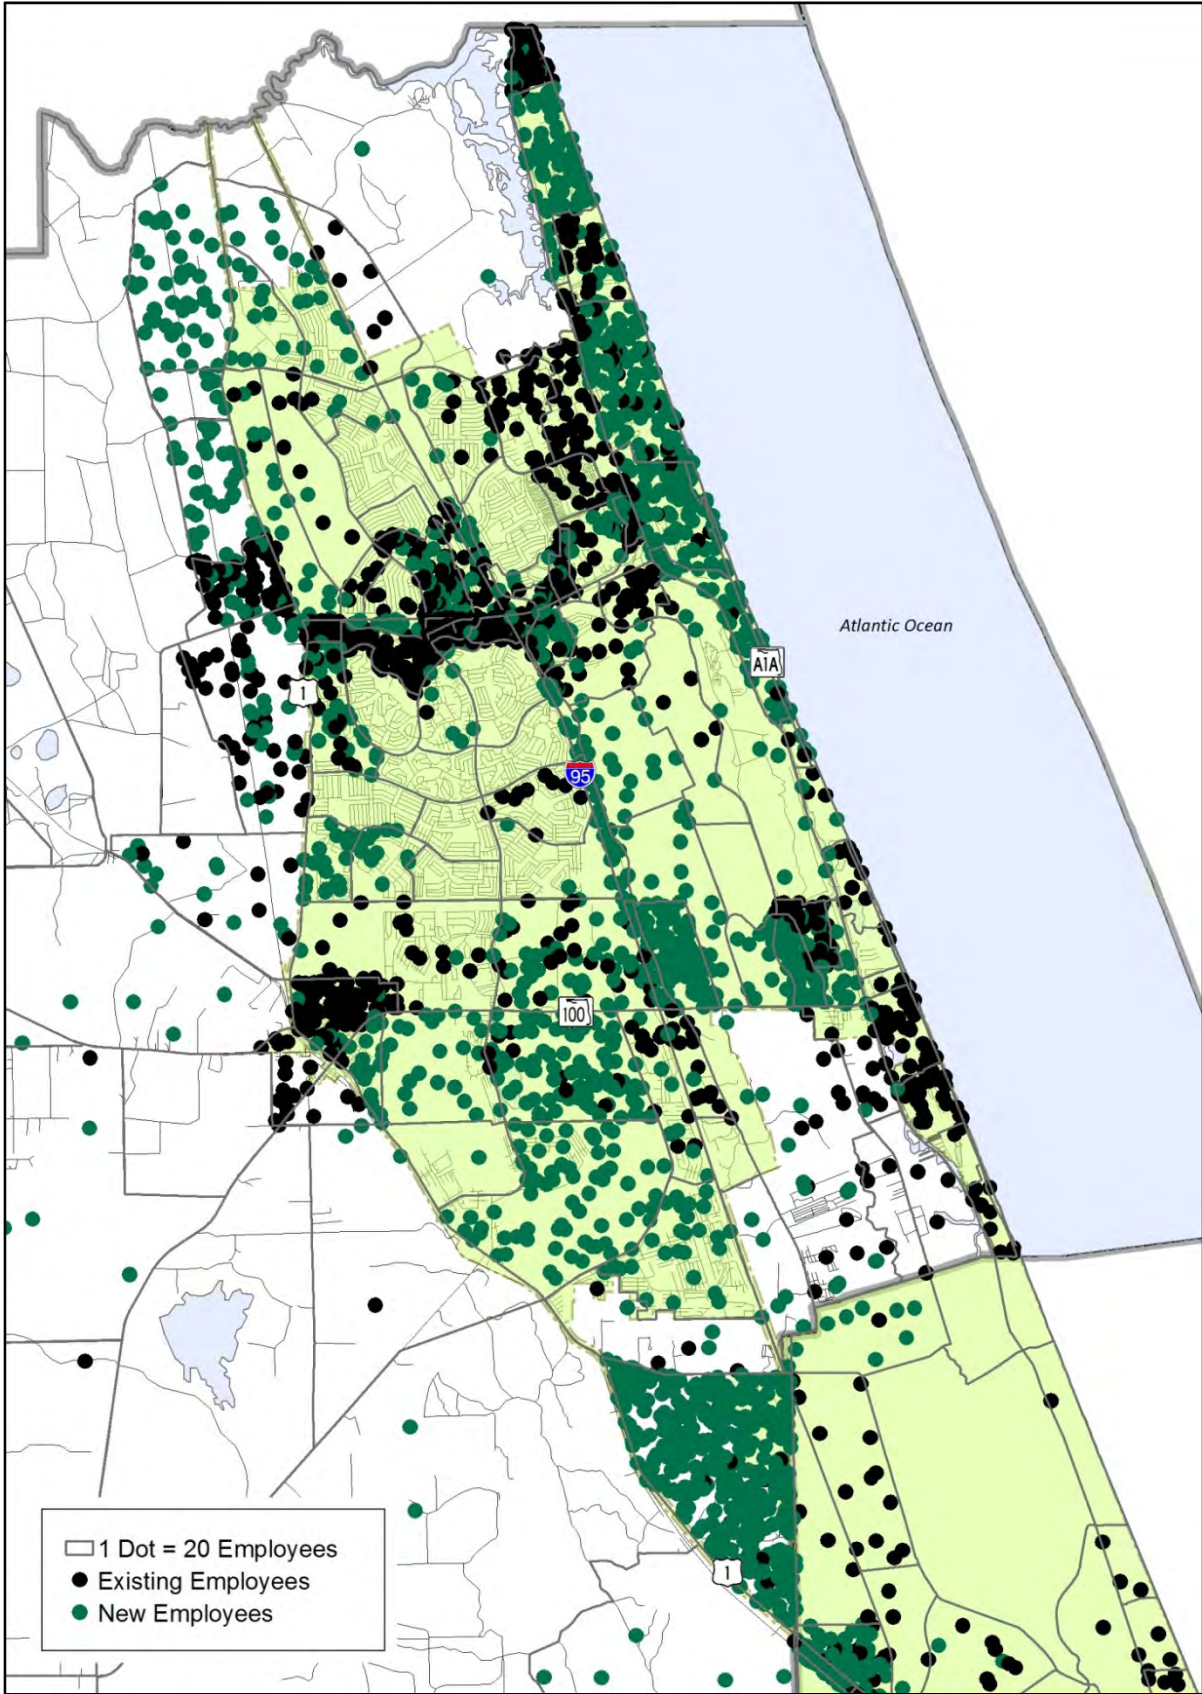 Atlantic Ocean
A1A
1
95
100
1
1 Dot = 20 Employees
Existing Employees
New Employees